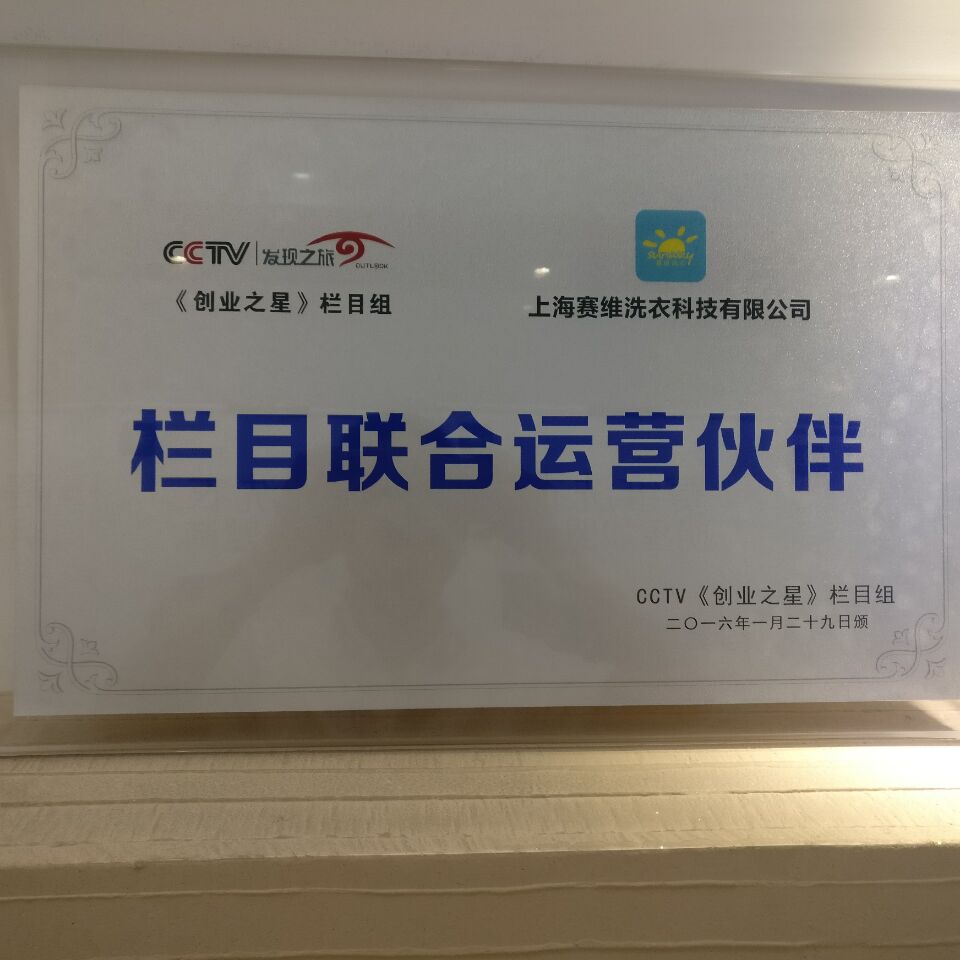 CCTV 发现之旅
OUTLOOK
《创业之星》栏目组
上海赛维洗衣科技有限公司
栏目联合运营伙伴
CCTV《创业之星》栏目组
二〇一六年一月二十九日颁